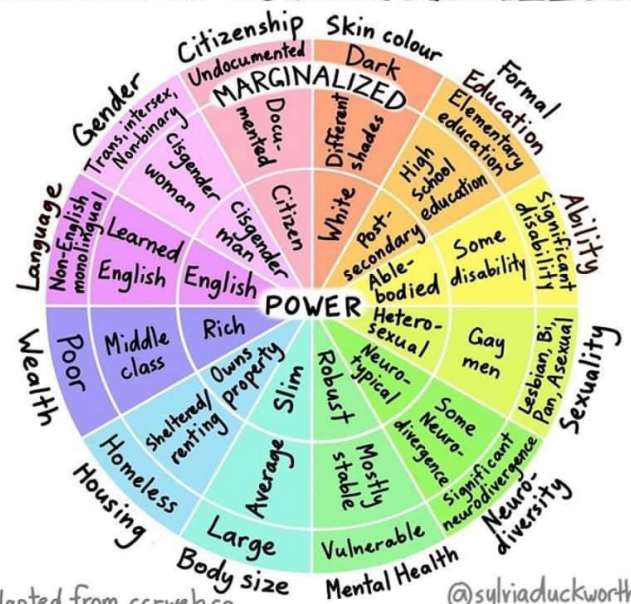 Citizenship
Undocumented
Docu-
mented
Citizen
Skin colour
Dark
Different
shades
White
Formal
Education
Elementary
education
High
School
education
Post-
secondary
Ability
Significant
disability
Some
disability
Able-
bodied
Sexuality
Lesbian, Bi,
Pan, Asexual
Gay
men
Hetero-
sexual
Neuro-
diversity
Significant
neurodivergence
Some
Neuro-
divergence
Neuro-
typical
Mental Health
Vulnerable
Mostly
stable
Robust
Body size
Large
Average
Slim
Housing
Homeless
Sheltered/
renting
Owns
property
Wealth
Poor
Middle
class
Rich
Language
Non-English
monolingual
Learned
English
English
Gender
Trans, intersex,
Non-binary
Cisgender
woman
Cisgender
man
MARGINALIZED
POWER
@sylviaduckworth